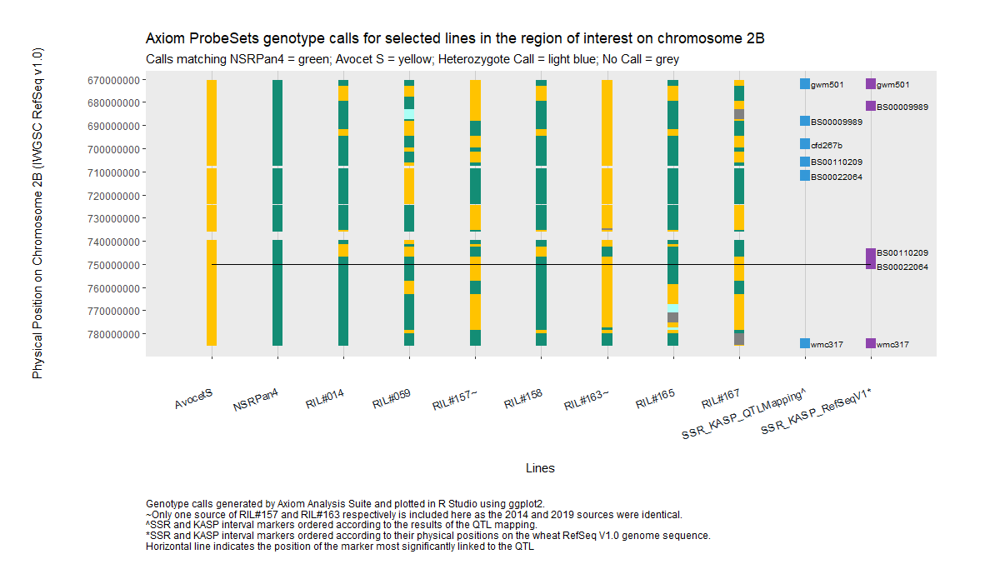 Axiom ProbeSets genotype calls for selected lines in the region of interest on chromosome 2B
Calls matching NSRPan4 = green; Avocet S = yellow; Heterozygote Call = light blue; No Call = grey
Physical Position on Chromosome 2B (IWGSC RefSeq v1.0)
670000000
680000000
690000000
700000000
710000000
720000000
730000000
740000000
750000000
760000000
770000000
780000000
gwm501
BS00009989
cfd267b
BS00110209
BS00022064
wmc317
gwm501
BS00009989
BS00110209
BS00022064
wmc317
AvocetS
NSRPan4
RIL#014
RIL#059
RIL#157~
RIL#158
RIL#163~
RIL#165
RIL#167
SSR_KASP_QTLMapping^
SSR_KASP_RefSeqV1*
Lines
Genotype calls generated by Axiom Analysis Suite and plotted in R Studio using ggplot2.
~Only one source of RIL#157 and RIL#163 respectively is included here as the 2014 and 2019 sources were identical.
^SSR and KASP interval markers ordered according to the results of the QTL mapping.
*SSR and KASP interval markers ordered according to their physical positions on the wheat RefSeq V1.0 genome sequence.
Horizontal line indicates the position of the marker most significantly linked to the QTL